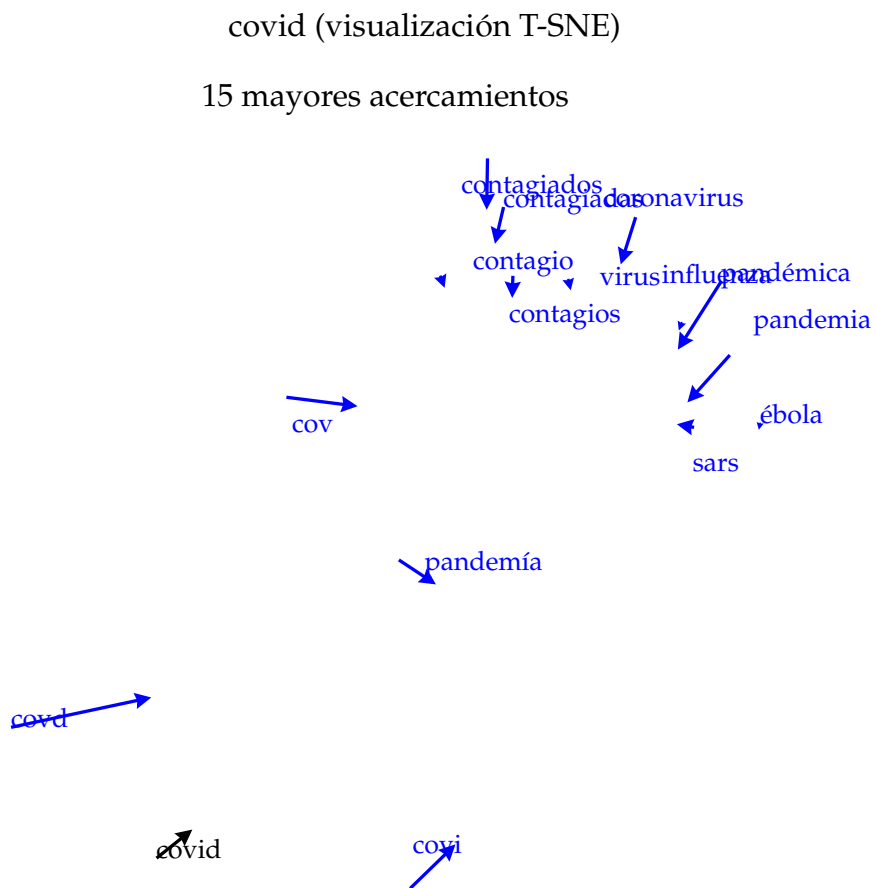 covid (visualización T-SNE)
15 mayores acercamientos
contagiados
contagiadas
coronavirus
contagio
virus
influenza
pandémica
contagios
pandemia
cov
ébola
sars
pandemía
covd
covid
covi